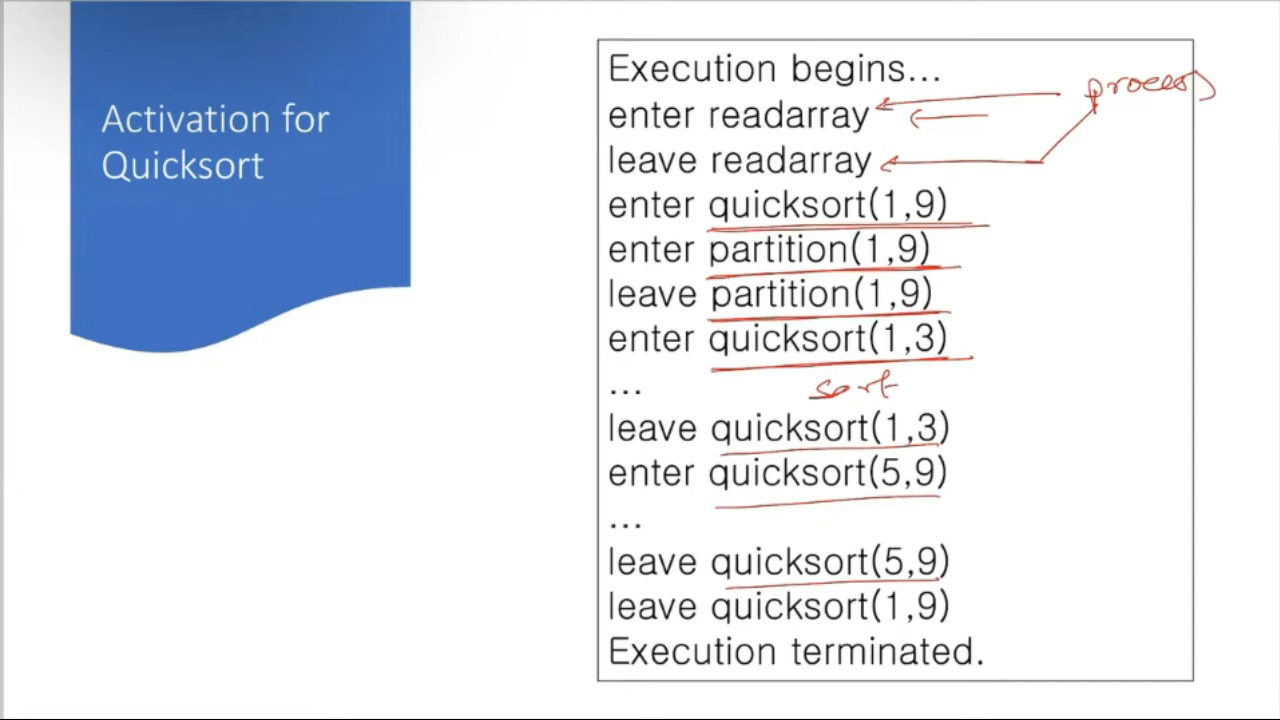 Activation for
Quicksort
Execution begins...
enter readarray
process
leave readarray
enter quicksort(1,9)
enter partition(1,9)
leave partition(1,9)
enter quicksort(1,3)
...
sort
leave quicksort(1,3)
enter quicksort(5,9)
...
leave quicksort(5,9)
leave quicksort(1,9)
Execution terminated.